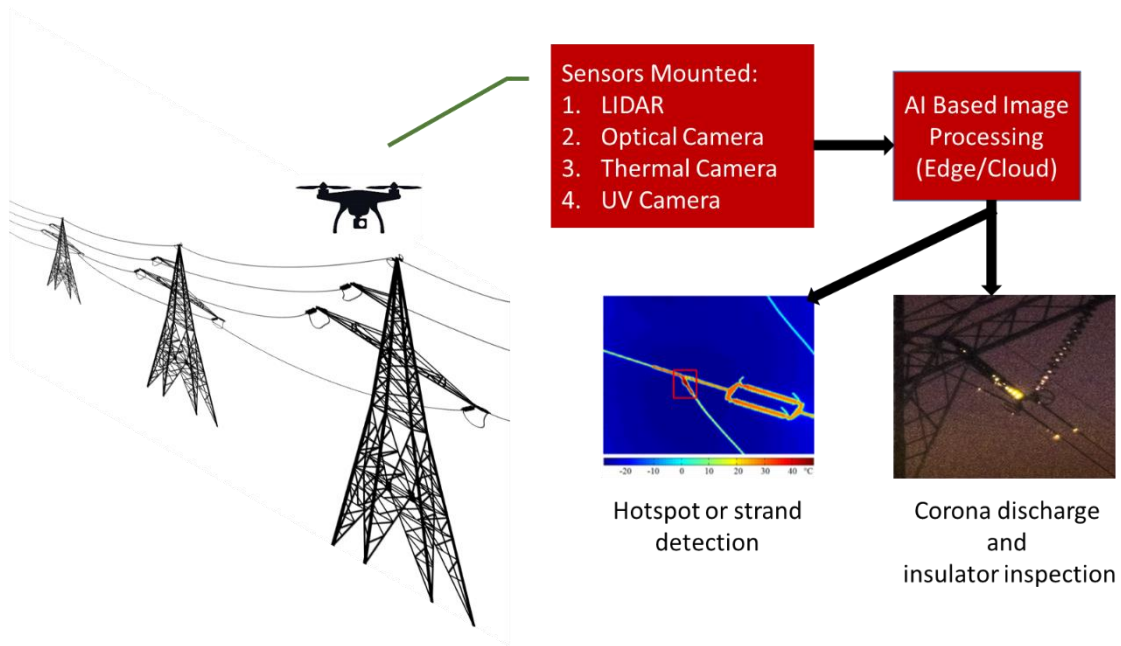 Sensors Mounted:
1. LIDAR
2. Optical Camera
3. Thermal Camera
4. UV Camera
AI Based Image
Processing
(Edge/Cloud)
-20 -10 0 10 20 30 40 °C
Hotspot or strand
detection
Corona discharge
and
insulator inspection